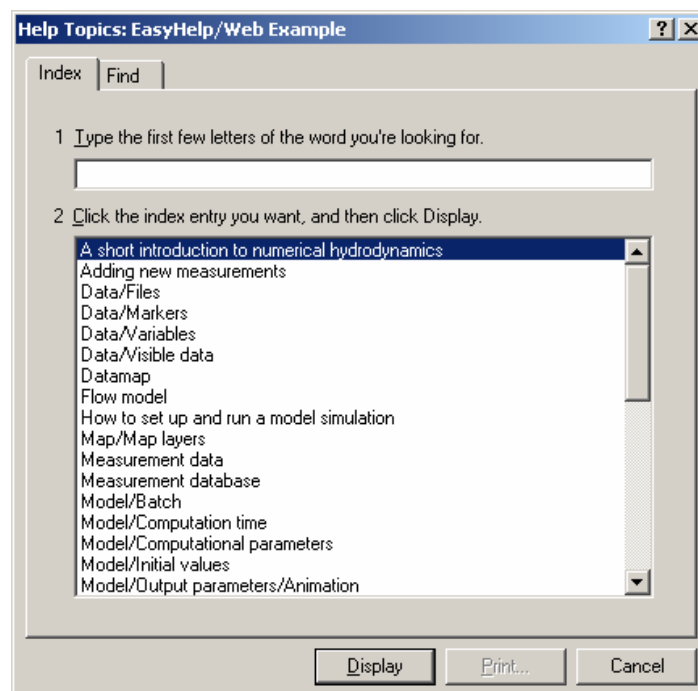 Help Topics: EasyHelp/Web Example
Index Find
1 Type the first few letters of the word you're looking for.
2 Click the index entry you want, and then click Display.
A short introduction to numerical hydrodynamics
Adding new measurements
Data/Files
Data/Markers
Data/Variables
Data/Visible data
Datamap
Flow model
How to set up and run a model simulation
Map/Map layers
Measurement data
Measurement database
Model/Batch
Model/Computation time
Model/Computational parameters
Model/Initial values
Model/Output parameters/Animation
Display Print... Cancel